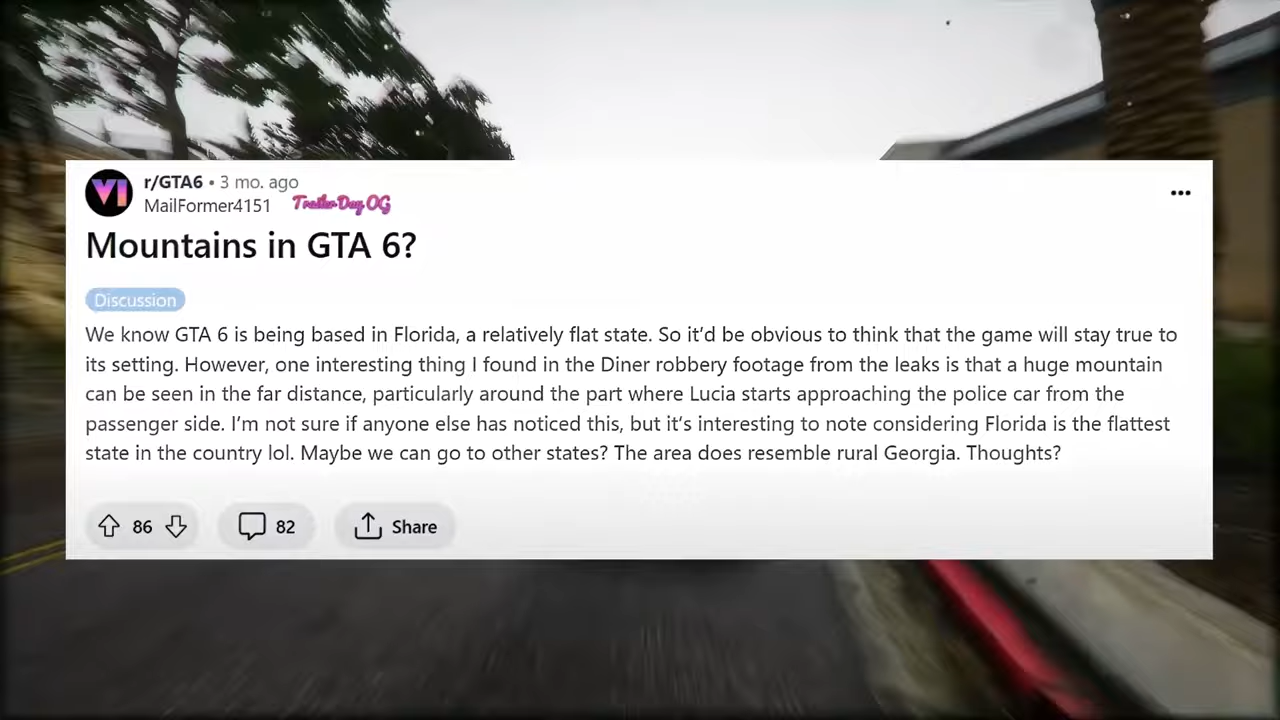 VI
r/GTA6 • 3 mo. ago
MailFormer4151 Trailer Day OG
Mountains in GTA 6?
Discussion
We know GTA 6 is being based in Florida, a relatively flat state. So it'd be obvious to think that the game will stay true to
its setting. However, one interesting thing I found in the Diner robbery footage from the leaks is that a huge mountain
can be seen in the far distance, particularly around the part where Lucia starts approaching the police car from the
passenger side. I'm not sure if anyone else has noticed this, but it's interesting to note considering Florida is the flattest
state in the country lol. Maybe we can go to other states? The area does resemble rural Georgia. Thoughts?
86
82
Share